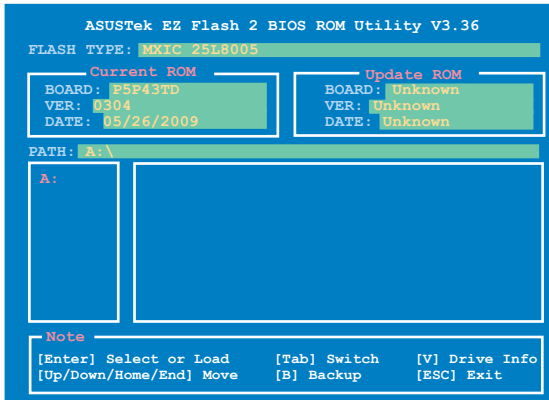 ASUSTek EZ Flash 2 BIOS ROM Utility V3.36
FLASH TYPE: MXIC 25L8005
Current ROM
BOARD: P5P43TD
VER: 0304
DATE: 05/26/2009
Update ROM
BOARD: Unknown
VER: Unknown
DATE: Unknown
PATH: A:\
A:
Note
[Enter] Select or Load [Tab] Switch [V] Drive Info
[Up/Down/Home/End] Move [B] Backup [ESC] Exit